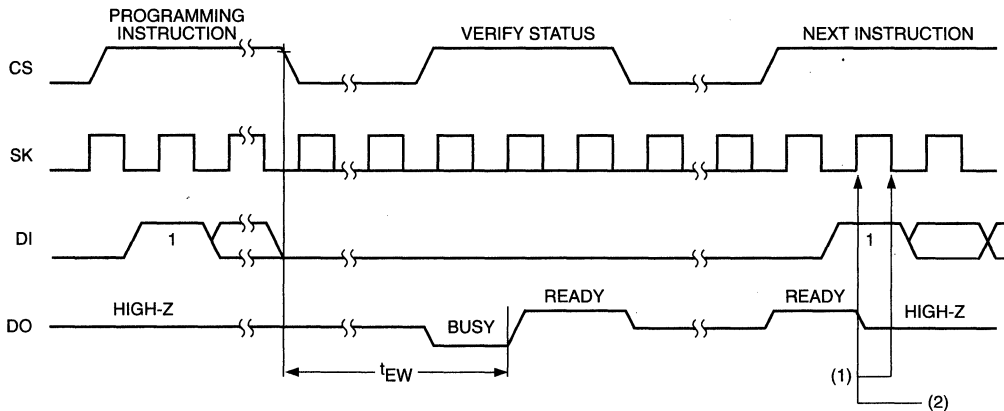 PROGRAMMING
INSTRUCTION
VERIFY STATUS
NEXT INSTRUCTION
CS
SK
DI
1
1
DO
HIGH-Z
BUSY
READY
READY
HIGH-Z
tEW
(1)
(2)